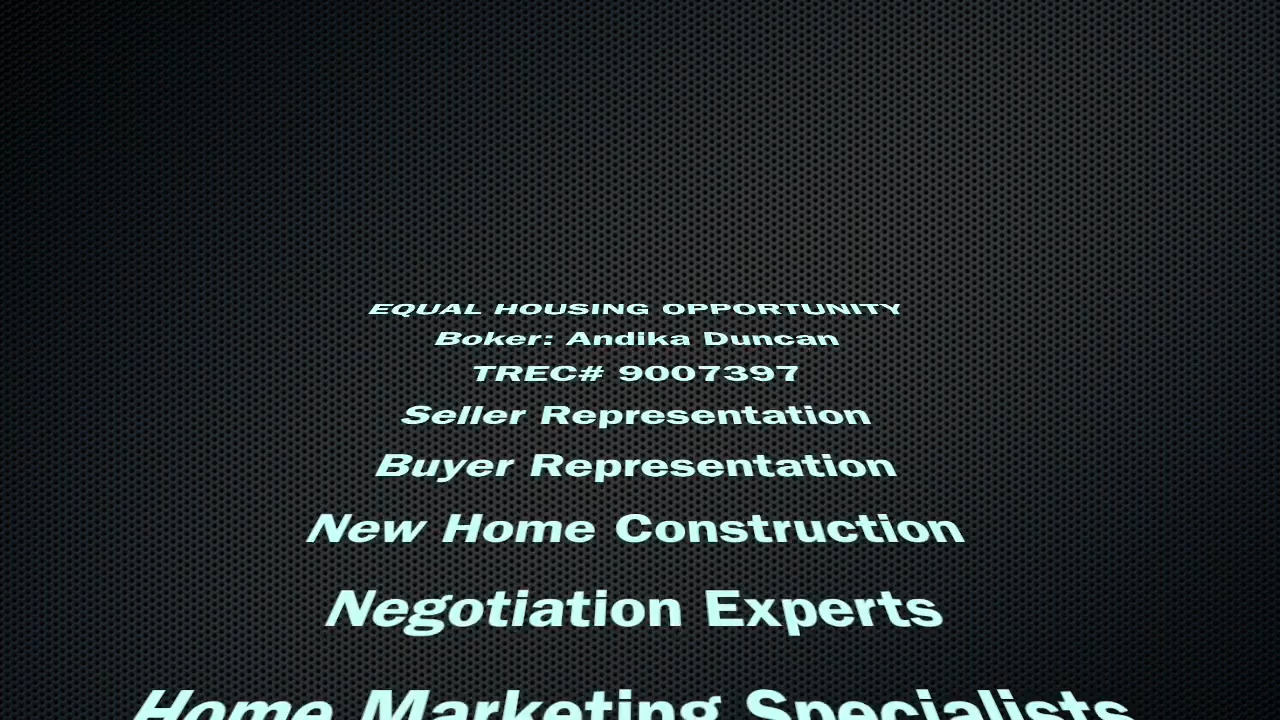 EQUAL HOUSING OPPORTUNITY
Boker: Andika Duncan
TREC# 9007397
Seller Representation
Buyer Representation
New Home Construction
Negotiation Experts
Home Marketing Specialists